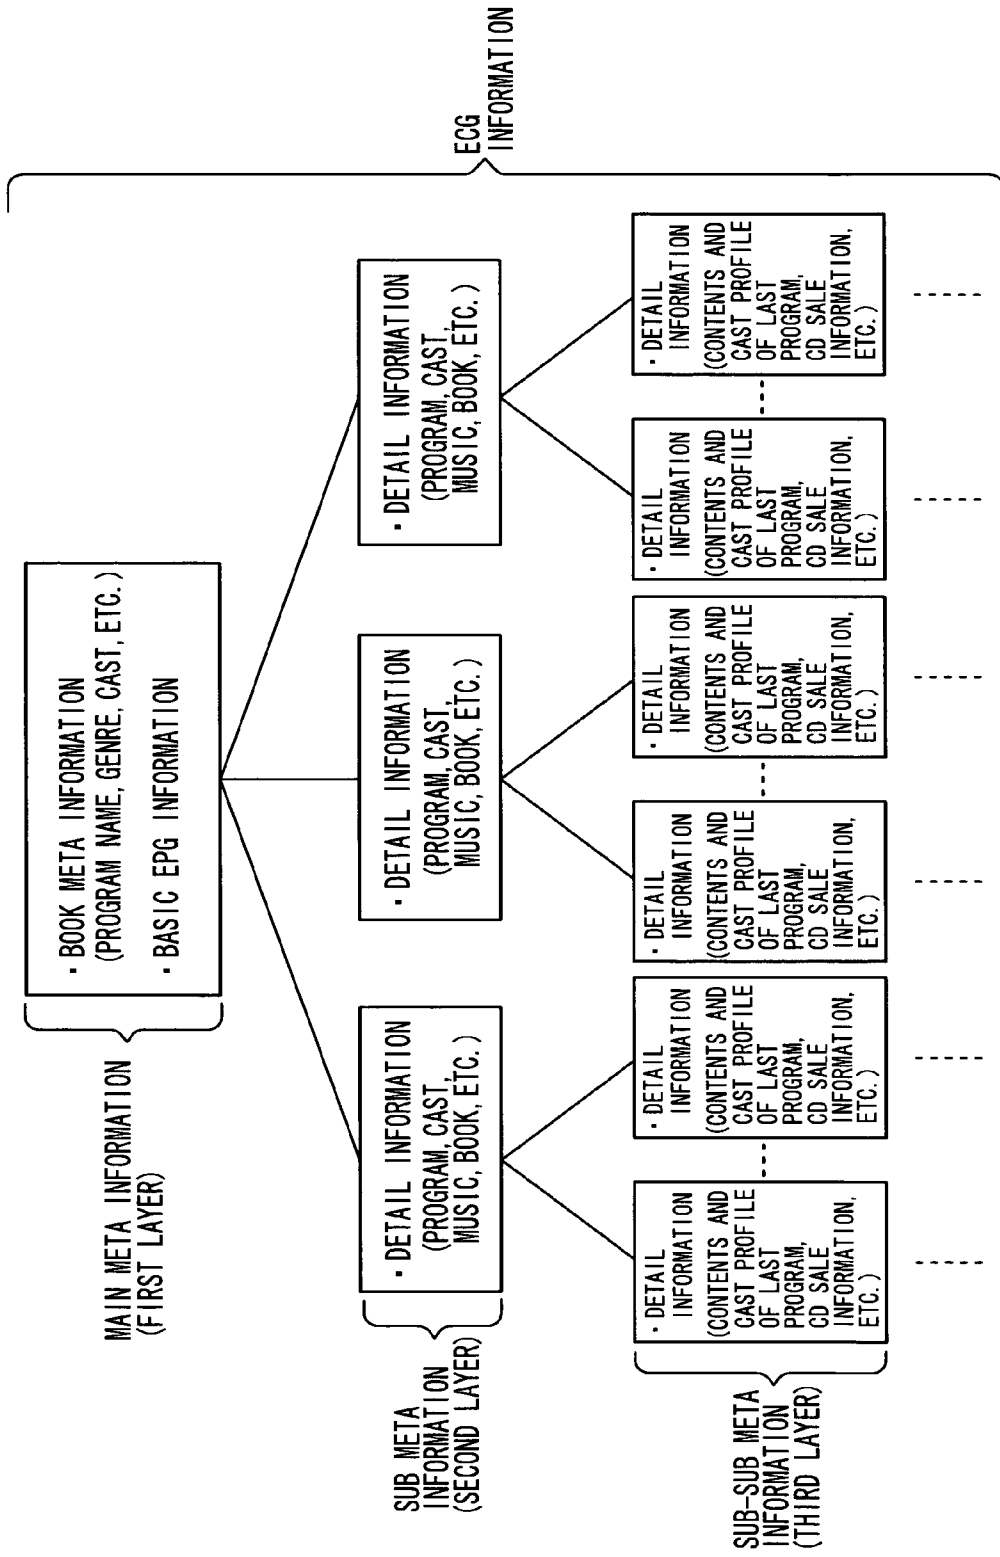 MAIN META INFORMATION
(FIRST LAYER)
· BOOK META INFORMATION
(PROGRAM NAME, GENRE, CAST, ETC.)
· BASIC EPG INFORMATION
SUB META
INFORMATION
(SECOND LAYER)
· DETAIL INFORMATION
(PROGRAM, CAST,
MUSIC, BOOK, ETC.)
· DETAIL INFORMATION
(PROGRAM, CAST,
MUSIC, BOOK, ETC.)
· DETAIL INFORMATION
(PROGRAM, CAST,
MUSIC, BOOK, ETC.)
SUB-SUB META
INFORMATION
(THIRD LAYER)
· DETAIL
INFORMATION
(CONTENTS AND
CAST PROFILE
OF LAST
PROGRAM,
CD SALE
INFORMATION,
ETC.)
· DETAIL
INFORMATION
(CONTENTS AND
CAST PROFILE
OF LAST
PROGRAM,
CD SALE
INFORMATION,
ETC.)
· DETAIL
INFORMATION
(CONTENTS AND
CAST PROFILE
OF LAST
PROGRAM,
CD SALE
INFORMATION,
ETC.)
· DETAIL
INFORMATION
(CONTENTS AND
CAST PROFILE
OF LAST
PROGRAM,
CD SALE
INFORMATION,
ETC.)
· DETAIL
INFORMATION
(CONTENTS AND
CAST PROFILE
OF LAST
PROGRAM,
CD SALE
INFORMATION,
ETC.)
· DETAIL
INFORMATION
(CONTENTS AND
CAST PROFILE
OF LAST
PROGRAM,
CD SALE
INFORMATION,
ETC.)
ECG
INFORMATION